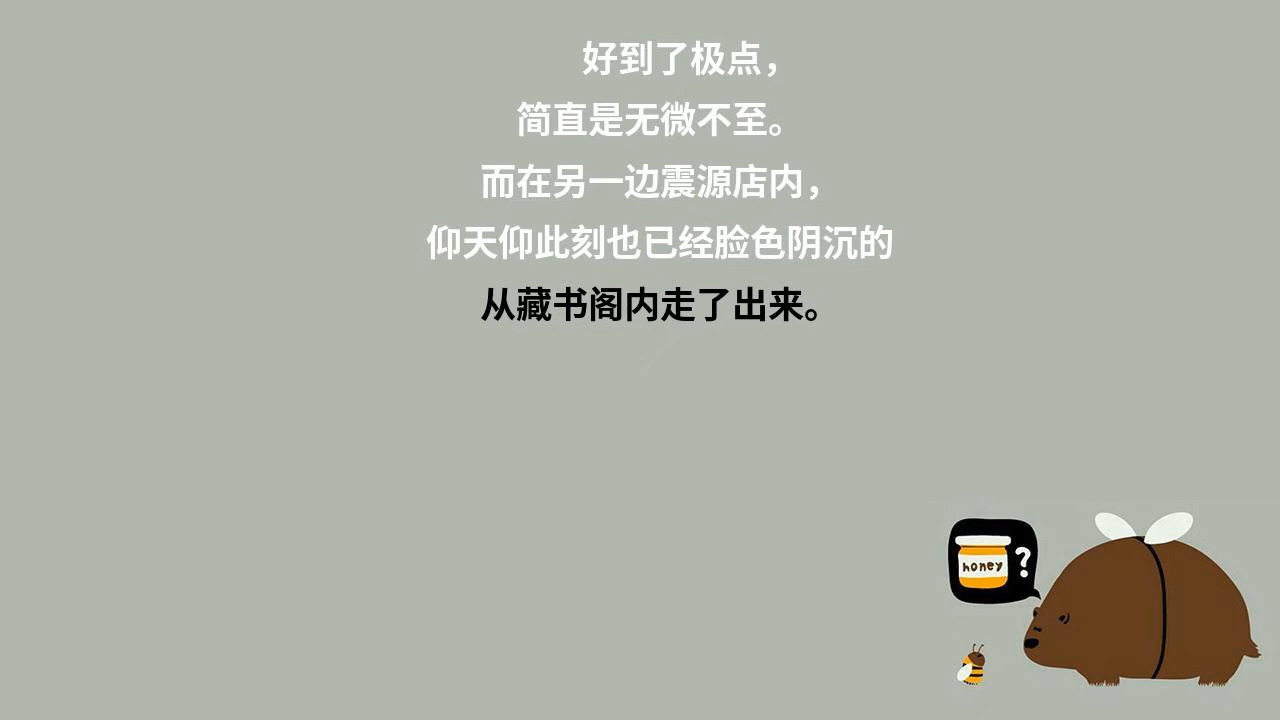 好到了极点，
简直是无微不至。
而在另一边震源店内，
仰天仰此刻也已经脸色阴沉的
从藏书阁内走了出来。
honey
?